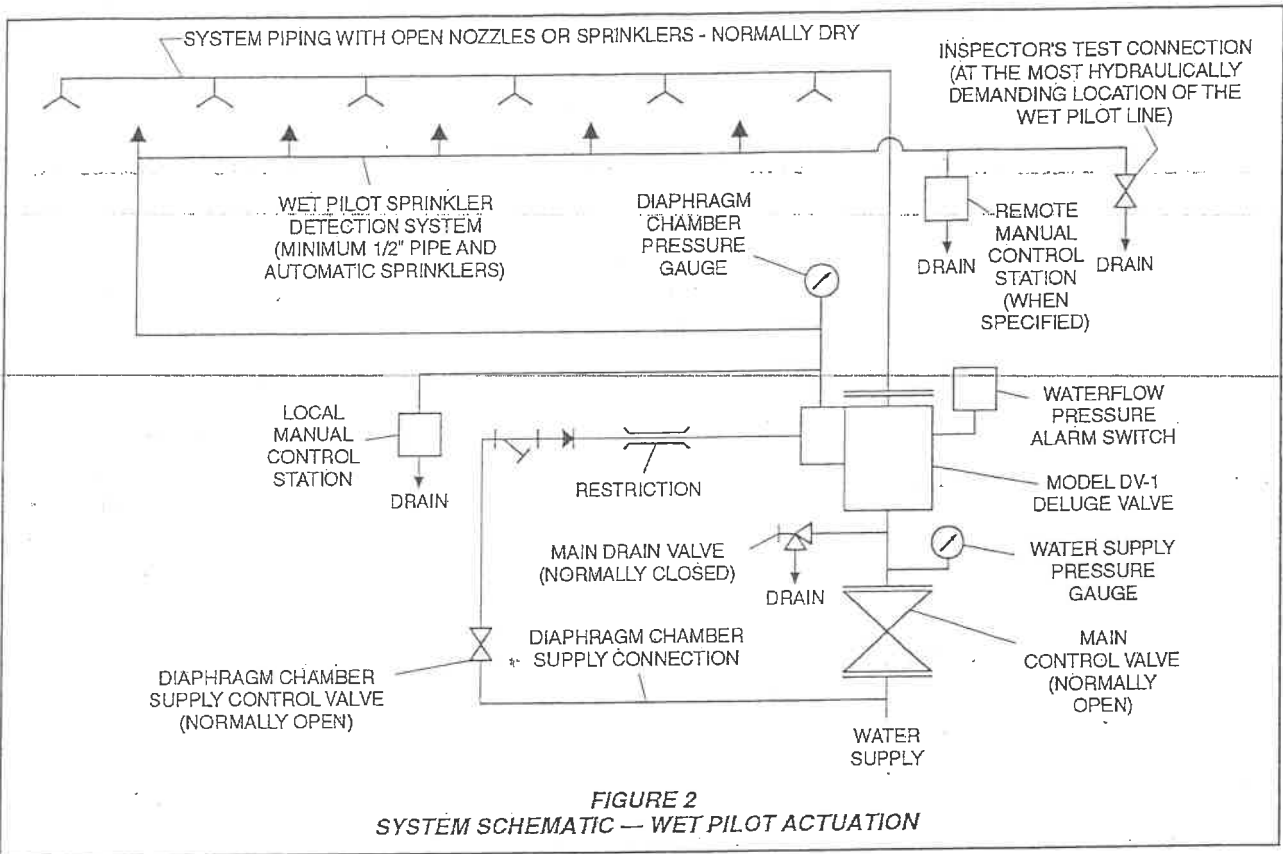 SYSTEM PIPING WITH OPEN NOZZLES OR SPRINKLERS - NORMALLY DRY
INSPECTOR'S TEST CONNECTION
(AT THE MOST HYDRAULICALLY
DEMANDING LOCATION OF THE
WET PILOT LINE)
WET PILOT SPRINKLER
DETECTION SYSTEM
(MINIMUM 1/2" PIPE AND
AUTOMATIC SPRINKLERS)
DIAPHRAGM
CHAMBER
PRESSURE
GAUGE
DRAIN
REMOTE
MANUAL
CONTROL
STATION
(WHEN
SPECIFIED)
DRAIN
LOCAL
MANUAL
CONTROL
STATION
DRAIN
RESTRICTION
WATERFLOW
PRESSURE
ALARM SWITCH
MODEL DV-1
DELUGE VALVE
MAIN DRAIN VALVE
(NORMALLY CLOSED)
DRAIN
WATER SUPPLY
PRESSURE
GAUGE
DIAPHRAGM CHAMBER
SUPPLY CONTROL VALVE
(NORMALLY OPEN)
DIAPHRAGM CHAMBER
SUPPLY CONNECTION
MAIN
CONTROL VALVE
(NORMALLY
OPEN)
WATER
SUPPLY
FIGURE 2
SYSTEM SCHEMATIC — WET PILOT ACTUATION